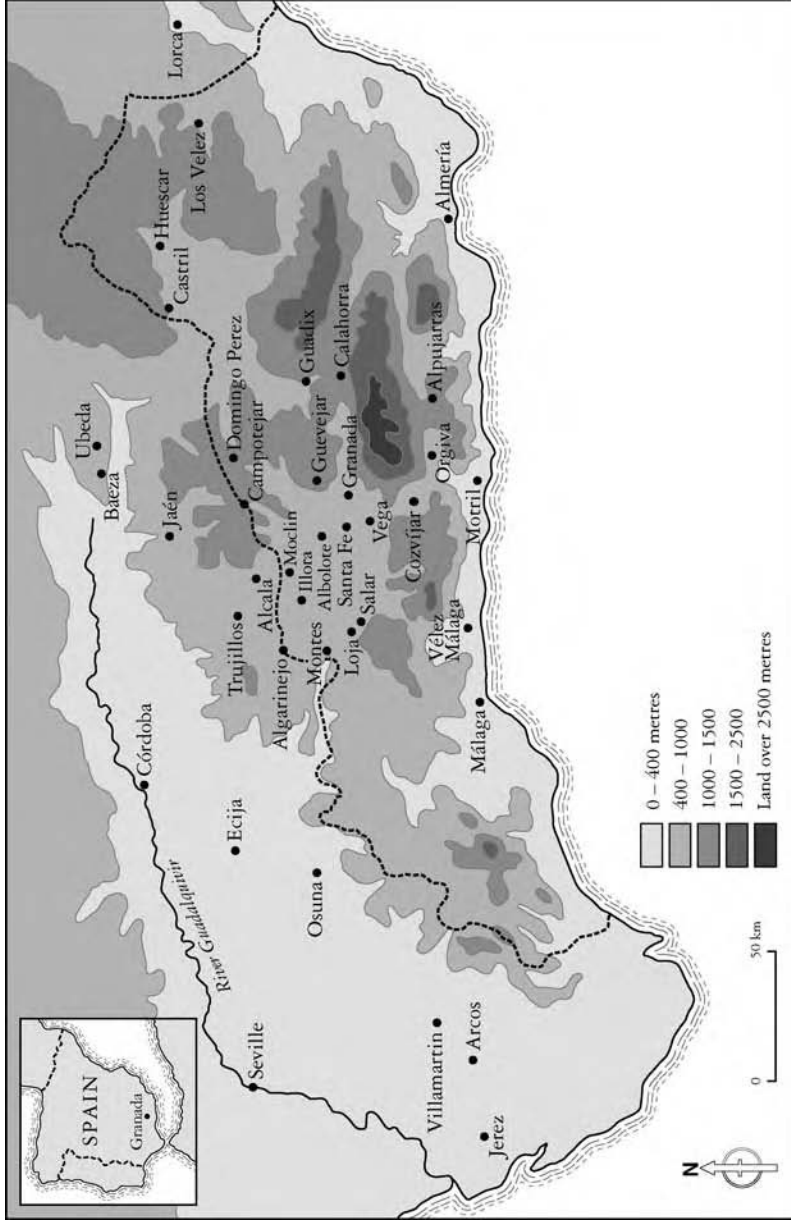 SPAIN
Granada
River Guadalquivir
Córdoba
Seville
Ecija
Osuna
Villamartin
Arcos
Jerez
Ubeda
Baeza
Jaén
Trujillos
Alcala
Algarinejo
Moclin
Illora
Albolote
Montes
Santa Fe
Loja
Salar
Vega
Campotejar
Domingo Perez
Guevejar
Granada
Guadix
Calahorra
Cozvíjar
Orgiva
Alpujarras
Motril
Vélez
Málaga
Málaga
Almería
Castril
Huescar
Los Velez
Lorca
N
0
50 km
0 – 400 metres
400 – 1000
1000 – 1500
1500 – 2500
Land over 2500 metres